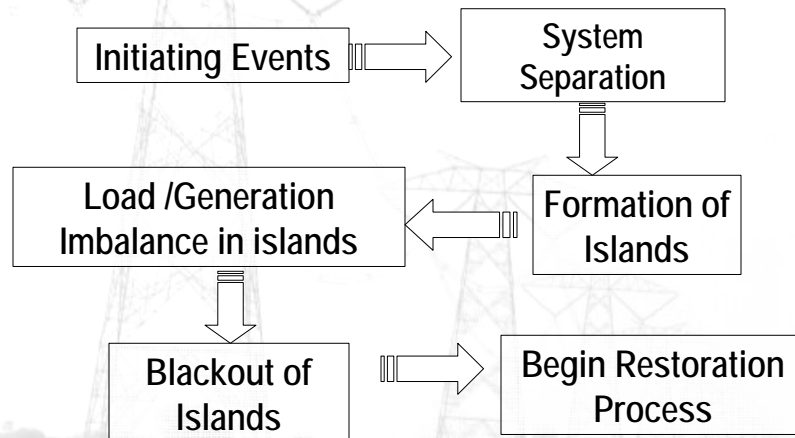 Initiating Events
System
Separation
Formation of
Islands
Load /Generation
Imbalance in islands
Blackout of
Islands
Begin Restoration
Process